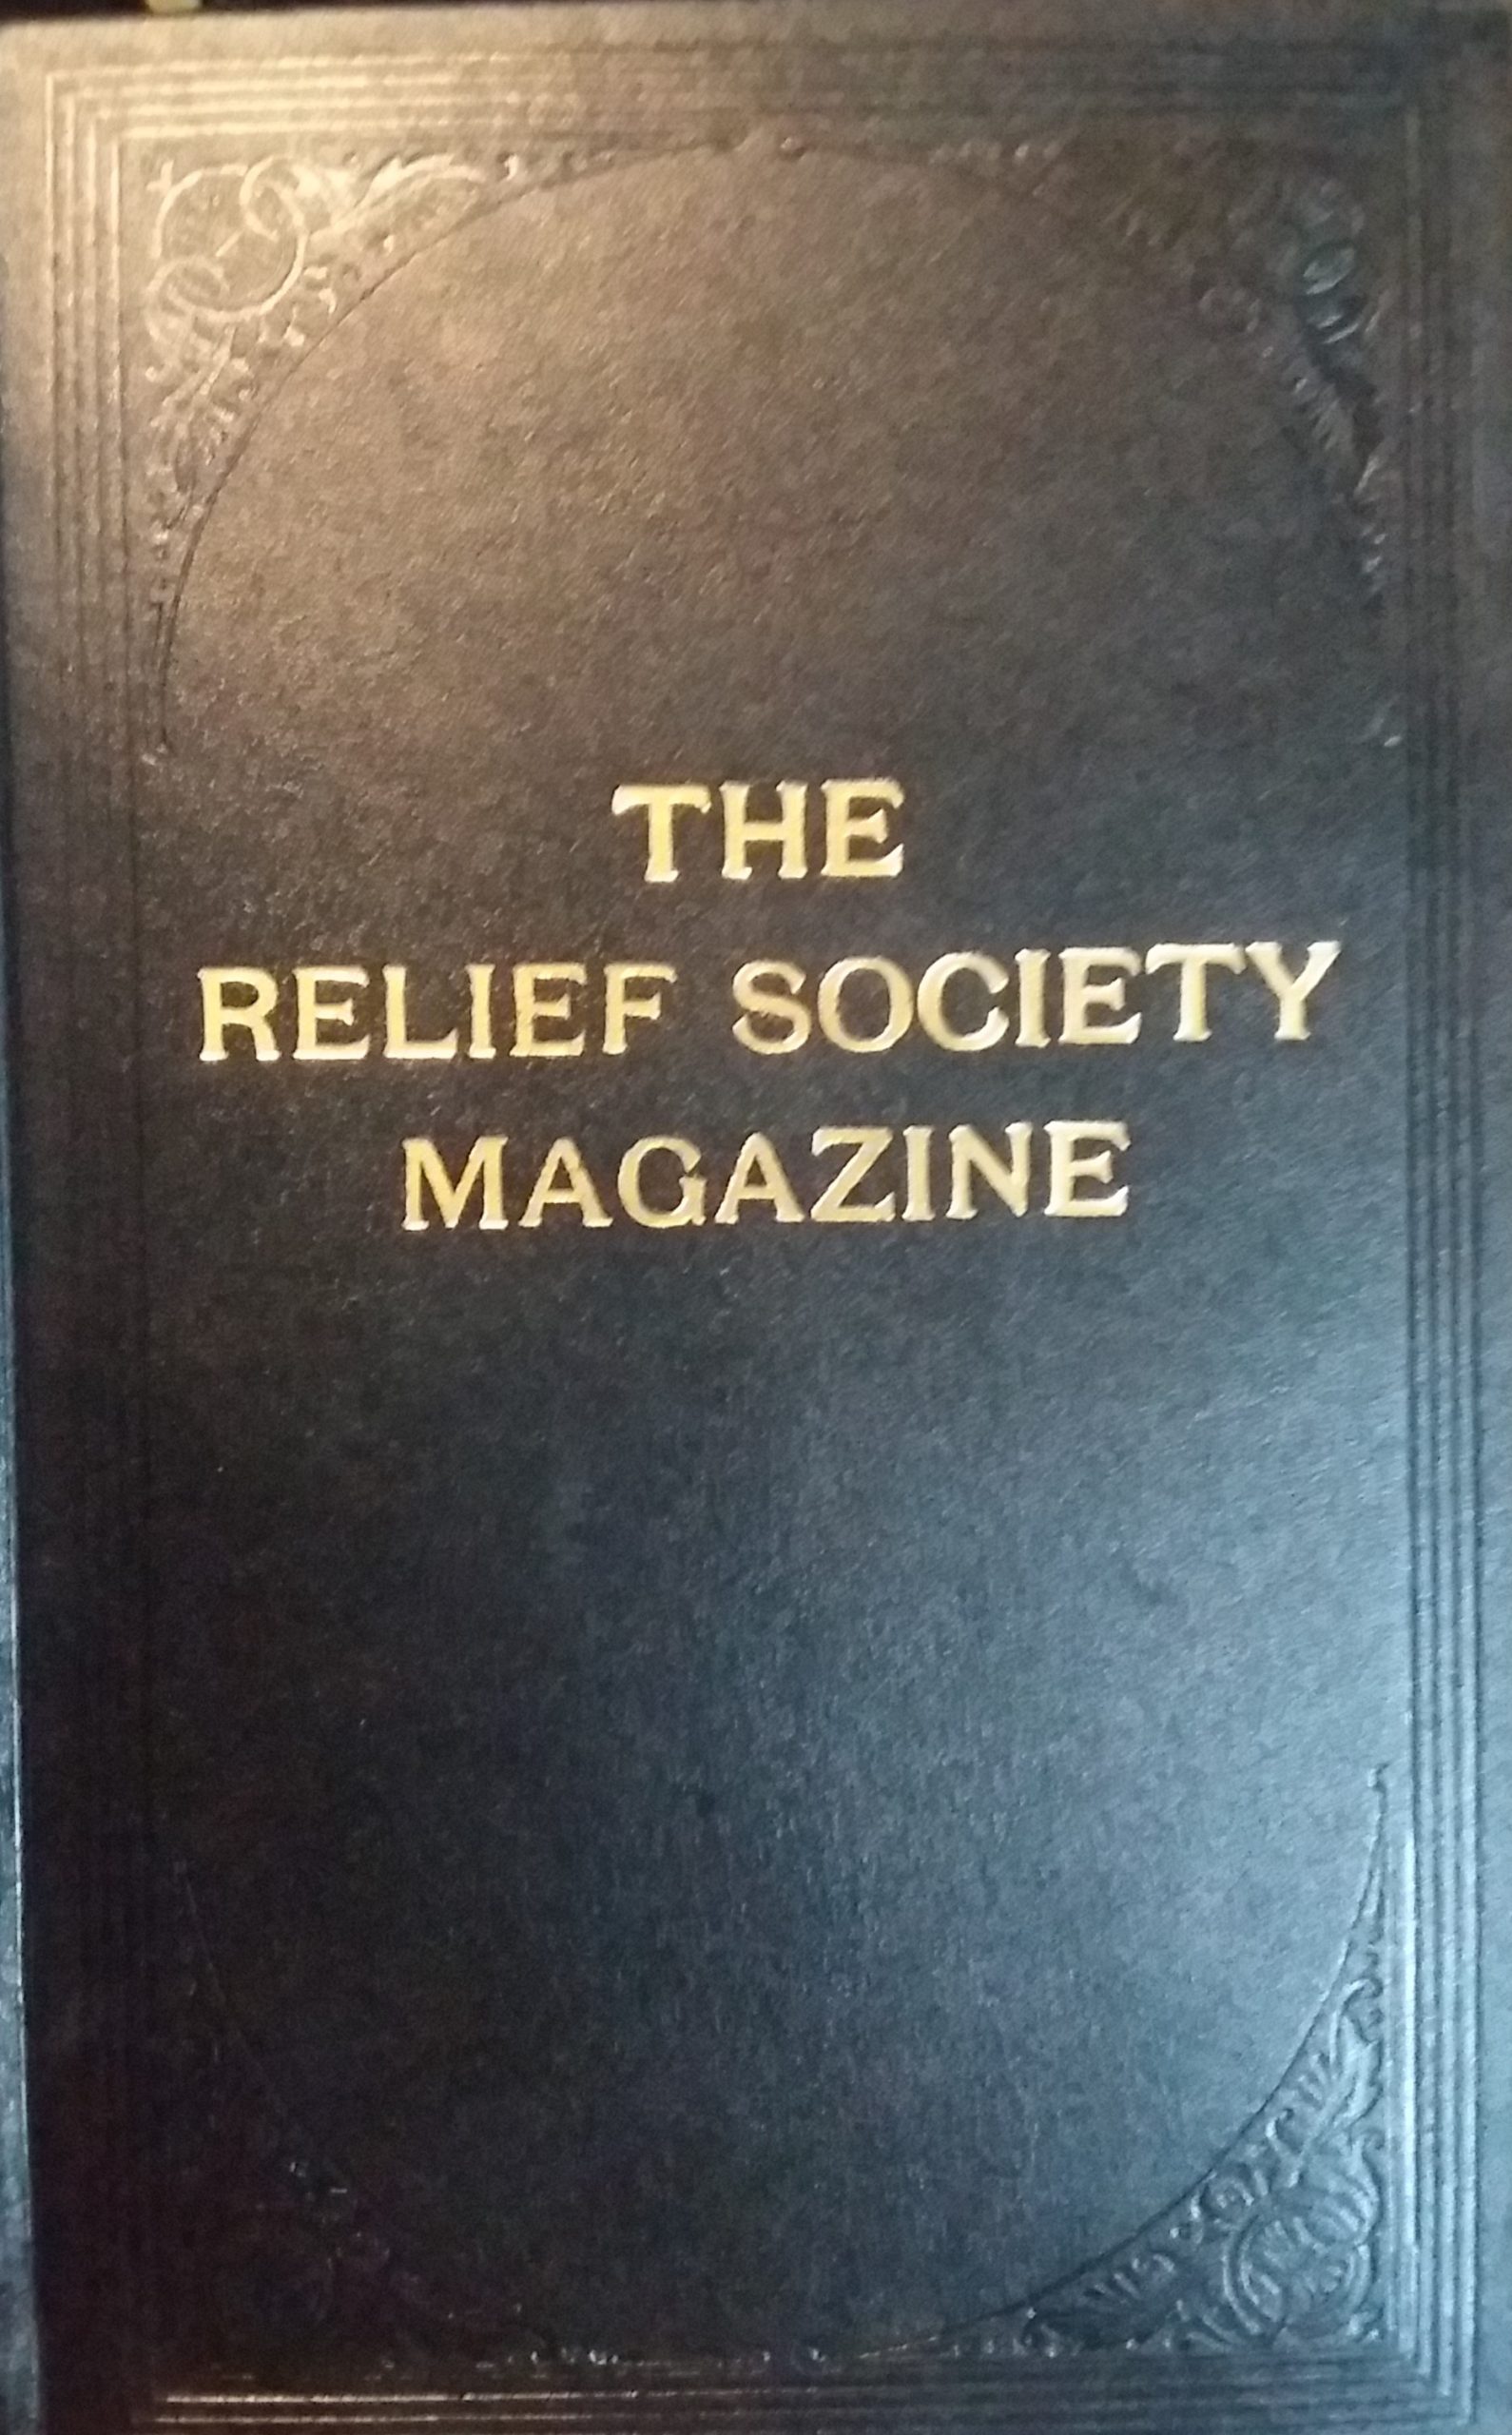 THE
RELIEF SOCIETY
MAGAZINE